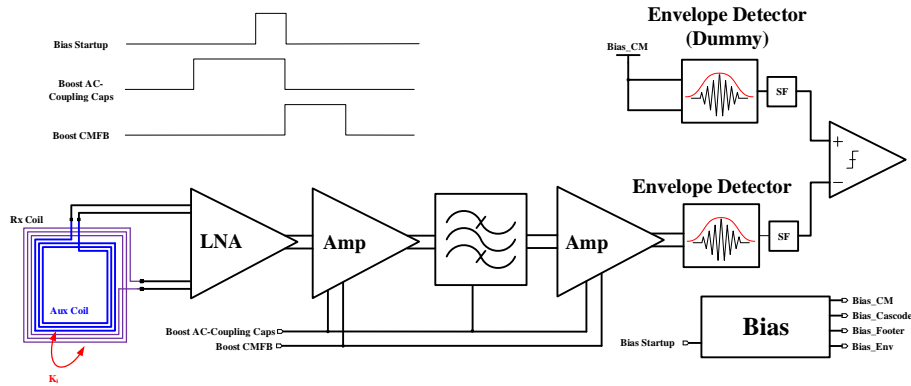 Bias Startup
Boost AC-
Coupling Caps
Boost CMFB
Envelope Detector
(Dummy)
Bias_CM
SF
+
−
Rx Coil
LNA
Amp
Amp
Envelope Detector
SF
Aux Coil
Boost AC-Coupling Caps
Boost CMFB
Bias Startup
Bias
Bias_CM
Bias_Cascode
Bias_Footer
Bias_Env